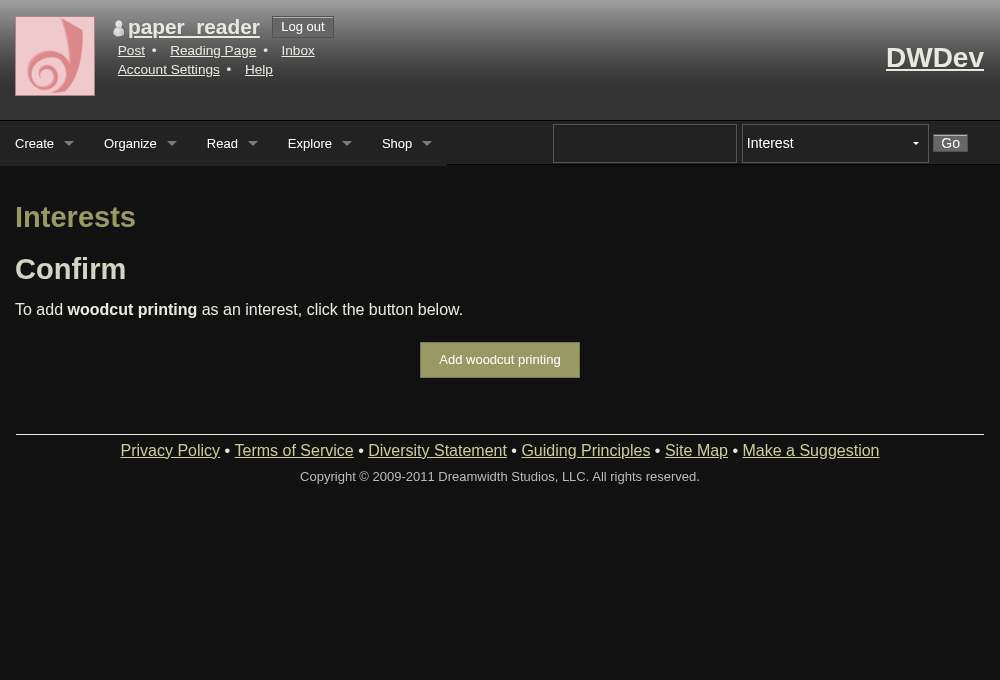 paper_reader Log out
Post • Reading Page • Inbox
Account Settings • Help
DWDev
Create Organize Read Explore Shop Interest Go
Interests
Confirm
To add woodcut printing as an interest, click the button below.
Add woodcut printing
Privacy Policy • Terms of Service • Diversity Statement • Guiding Principles • Site Map • Make a Suggestion
Copyright © 2009-2011 Dreamwidth Studios, LLC. All rights reserved.